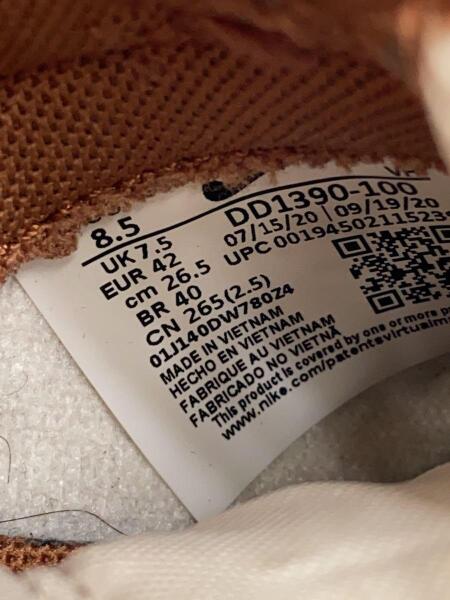 8.5
UK 7.5
EUR 42
cm 26.5
BR 40
CN 265(2.5)
01J140DW780Z4
MADE IN VIETNAM
HECHO EN VIETNAM
FABRIQUE AU VIETNAM
FABRICADO NO VIETNÃ
This product is covered by one or more
www.nike.com/patents
DD1390-100
07/15/20 | 09/19/20
UPC 00194502115239